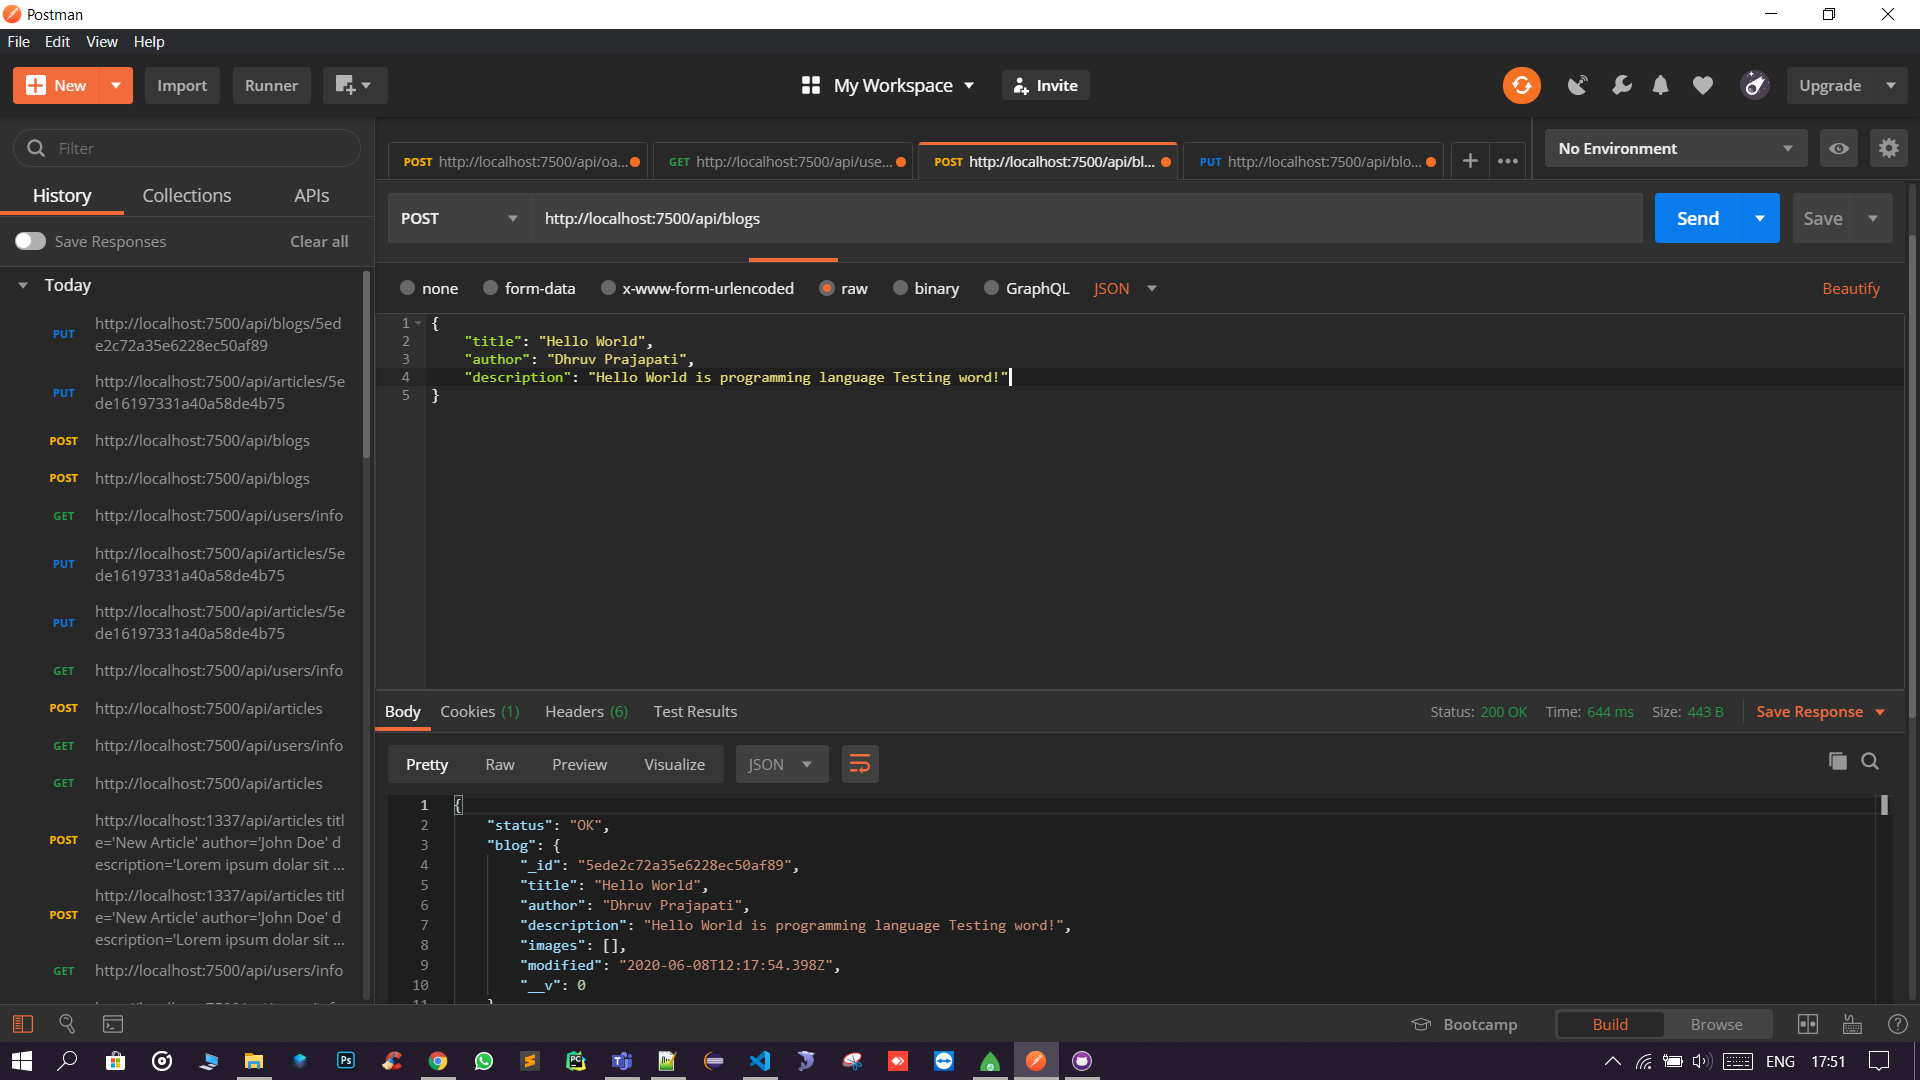 Postman
File Edit View Help
New Import Runner My Workspace Invite Upgrade
Filter
History Collections APIs
Save Responses Clear all
Today
PUT http://localhost:7500/api/blogs/5ed
e2c72a35e6228ec50af89
PUT http://localhost:7500/api/articles/5e
de16197331a40a58de4b75
POST http://localhost:7500/api/blogs
POST http://localhost:7500/api/blogs
GET http://localhost:7500/api/users/info
PUT http://localhost:7500/api/articles/5e
de16197331a40a58de4b75
PUT http://localhost:7500/api/articles/5e
de16197331a40a58de4b75
GET http://localhost:7500/api/users/info
POST http://localhost:7500/api/articles
GET http://localhost:7500/api/users/info
GET http://localhost:7500/api/articles
POST http://localhost:1337/api/articles titl
e='New Article' author='John Doe' d
escription='Lorem ipsum dolar sit ...
POST http://localhost:1337/api/articles titl
e='New Article' author='John Doe' d
escription='Lorem ipsum dolar sit ...
GET http://localhost:7500/api/users/info
POST http://localhost:7500/api/oa... GET http://localhost:7500/api/use... POST http://localhost:7500/api/bl... PUT http://localhost:7500/api/blo... No Environment
POST http://localhost:7500/api/blogs Send Save
none form-data x-www-form-urlencoded raw binary GraphQL JSON Beautify
1 {
2 "title": "Hello World",
3 "author": "Dhruv Prajapati",
4 "description": "Hello World is programming language Testing word!"
5 }
Body Cookies (1) Headers (6) Test Results Status: 200 OK Time: 644 ms Size: 443 B Save Response
Pretty Raw Preview Visualize JSON
1 {
2 "status": "OK",
3 "blog": {
4 "_id": "5ede2c72a35e6228ec50af89",
5 "title": "Hello World",
6 "author": "Dhruv Prajapati",
7 "description": "Hello World is programming language Testing word!",
8 "images": [],
9 "modified": "2020-06-08T12:17:54.398Z",
10 "__v": 0
Bootcamp Build Browse
ENG 17:51